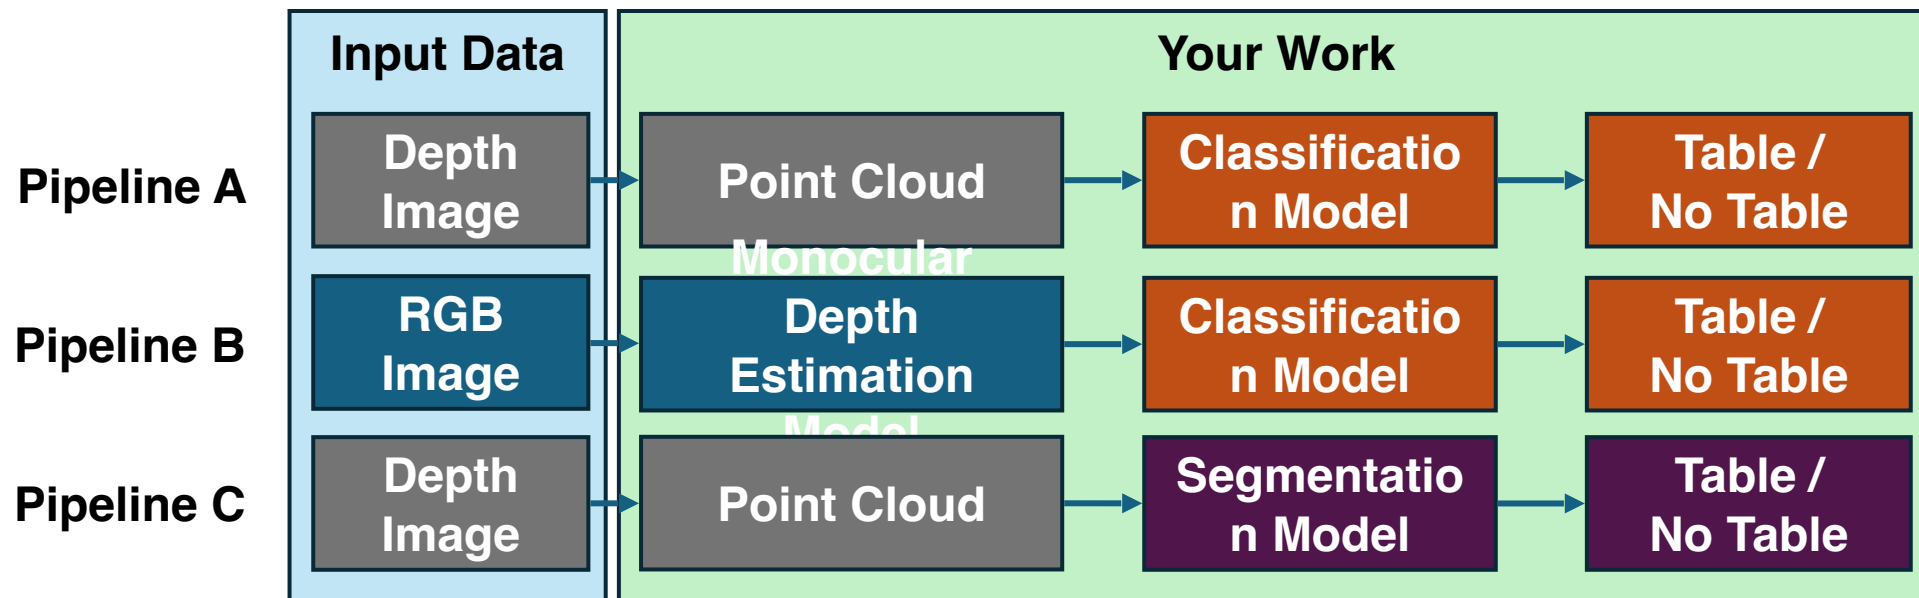 Input Data
Your Work
Pipeline A
Depth
Image
Point Cloud
Classificatio
n Model
Table /
No Table
Pipeline B
RGB
Image
Monocular
Depth
Estimation
Model
Classificatio
n Model
Table /
No Table
Pipeline C
Depth
Image
Point Cloud
Segmentatio
n Model
Table /
No Table